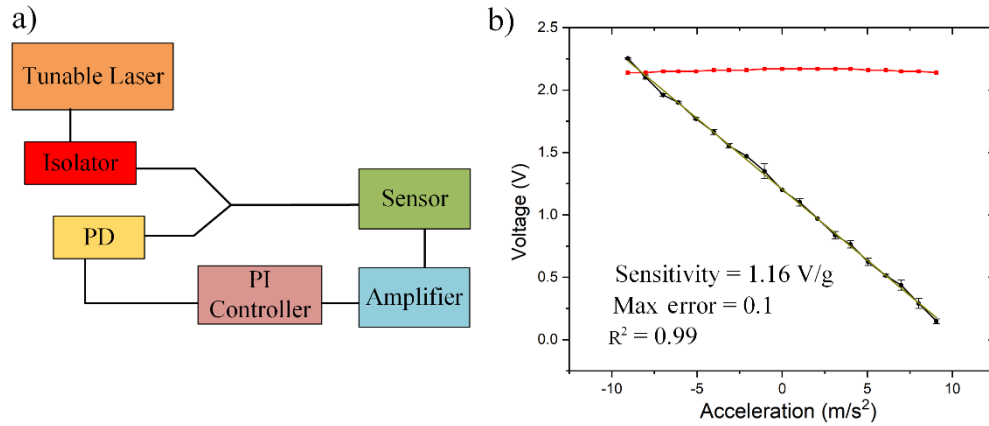 a)
Tunable Laser
Isolator
PD
PI
Controller
Sensor
Amplifier
b)
2.5
2.0
1.5
1.0
0.5
0.0
Voltage (V)
Sensitivity = 1.16 V/g
Max error = 0.1
R² = 0.99
-10
-5
0
5
10
Acceleration (m/s²)